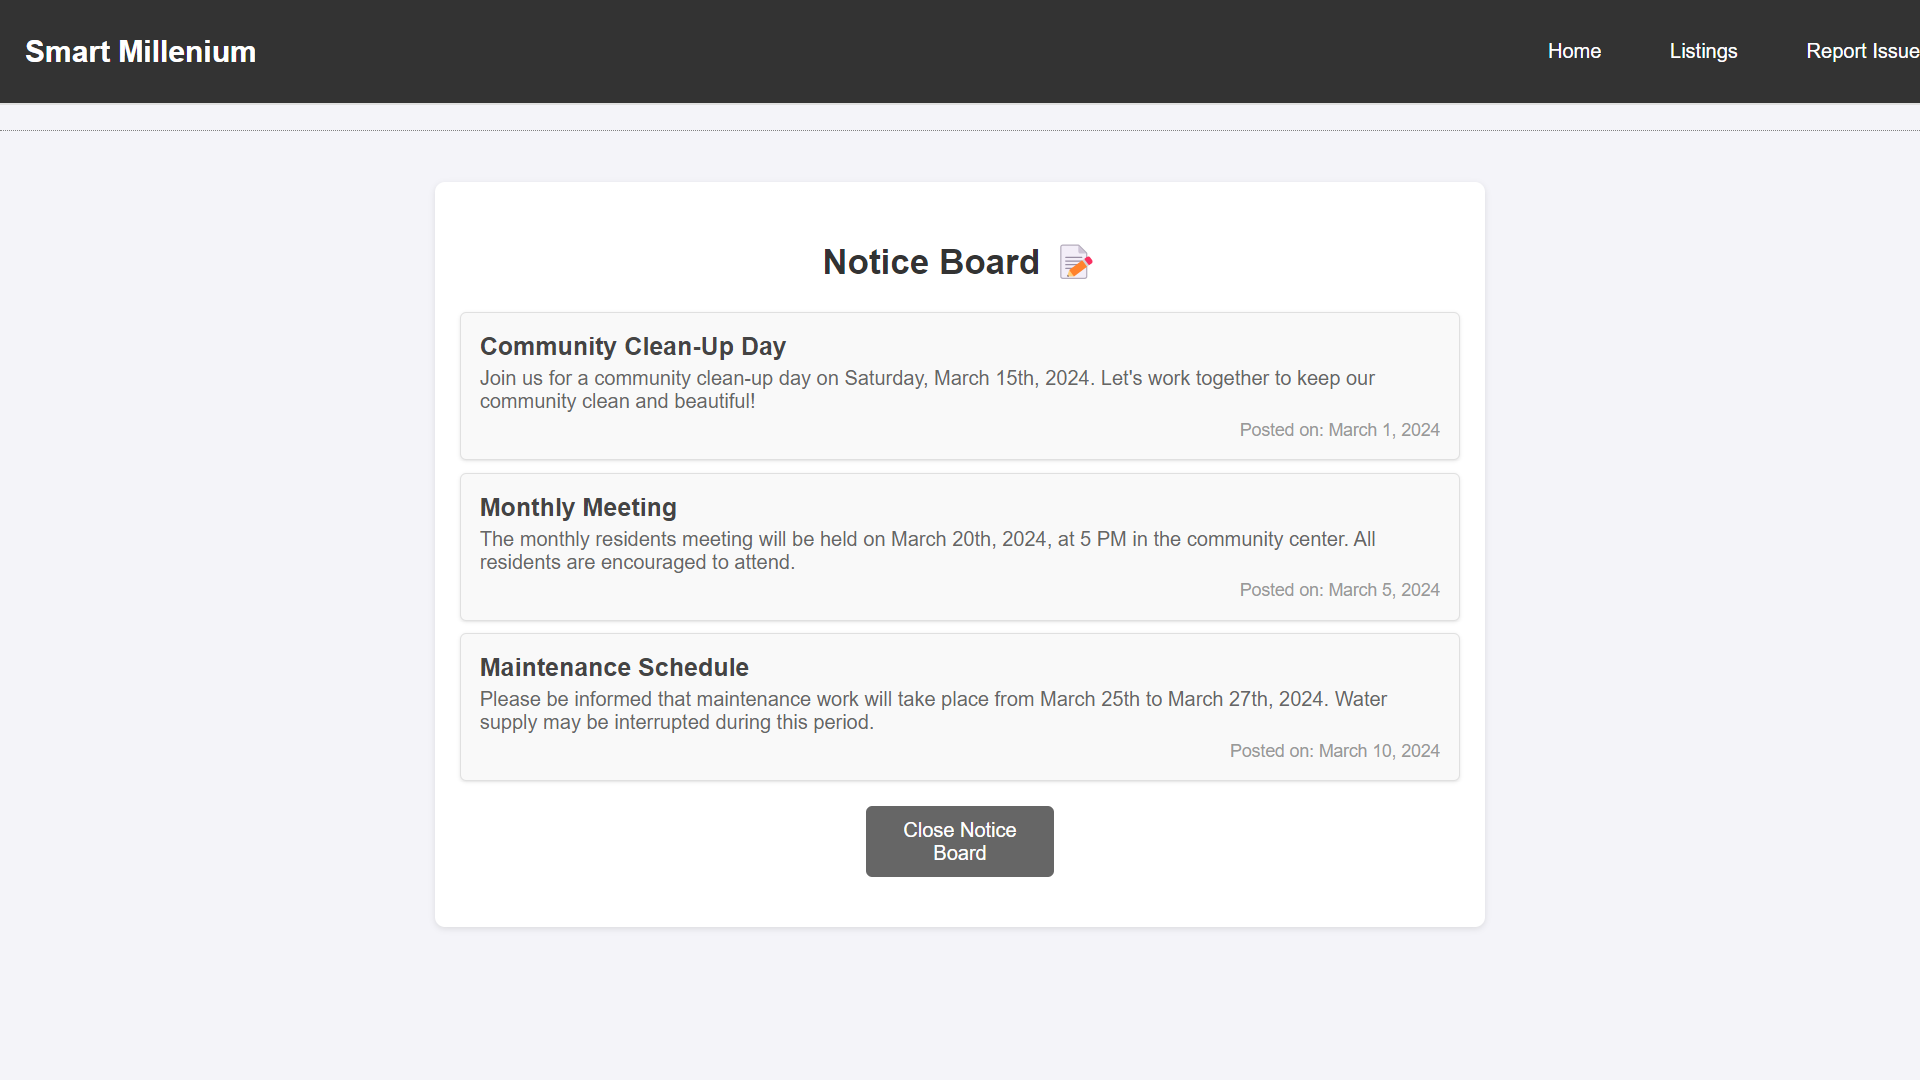 Smart Millenium
Home
Listings
Report Issue
Notice Board
Community Clean-Up Day
Join us for a community clean-up day on Saturday, March 15th, 2024. Let's work together to keep our
community clean and beautiful!
Posted on: March 1, 2024
Monthly Meeting
The monthly residents meeting will be held on March 20th, 2024, at 5 PM in the community center. All
residents are encouraged to attend.
Posted on: March 5, 2024
Maintenance Schedule
Please be informed that maintenance work will take place from March 25th to March 27th, 2024. Water
supply may be interrupted during this period.
Posted on: March 10, 2024
Close Notice
Board